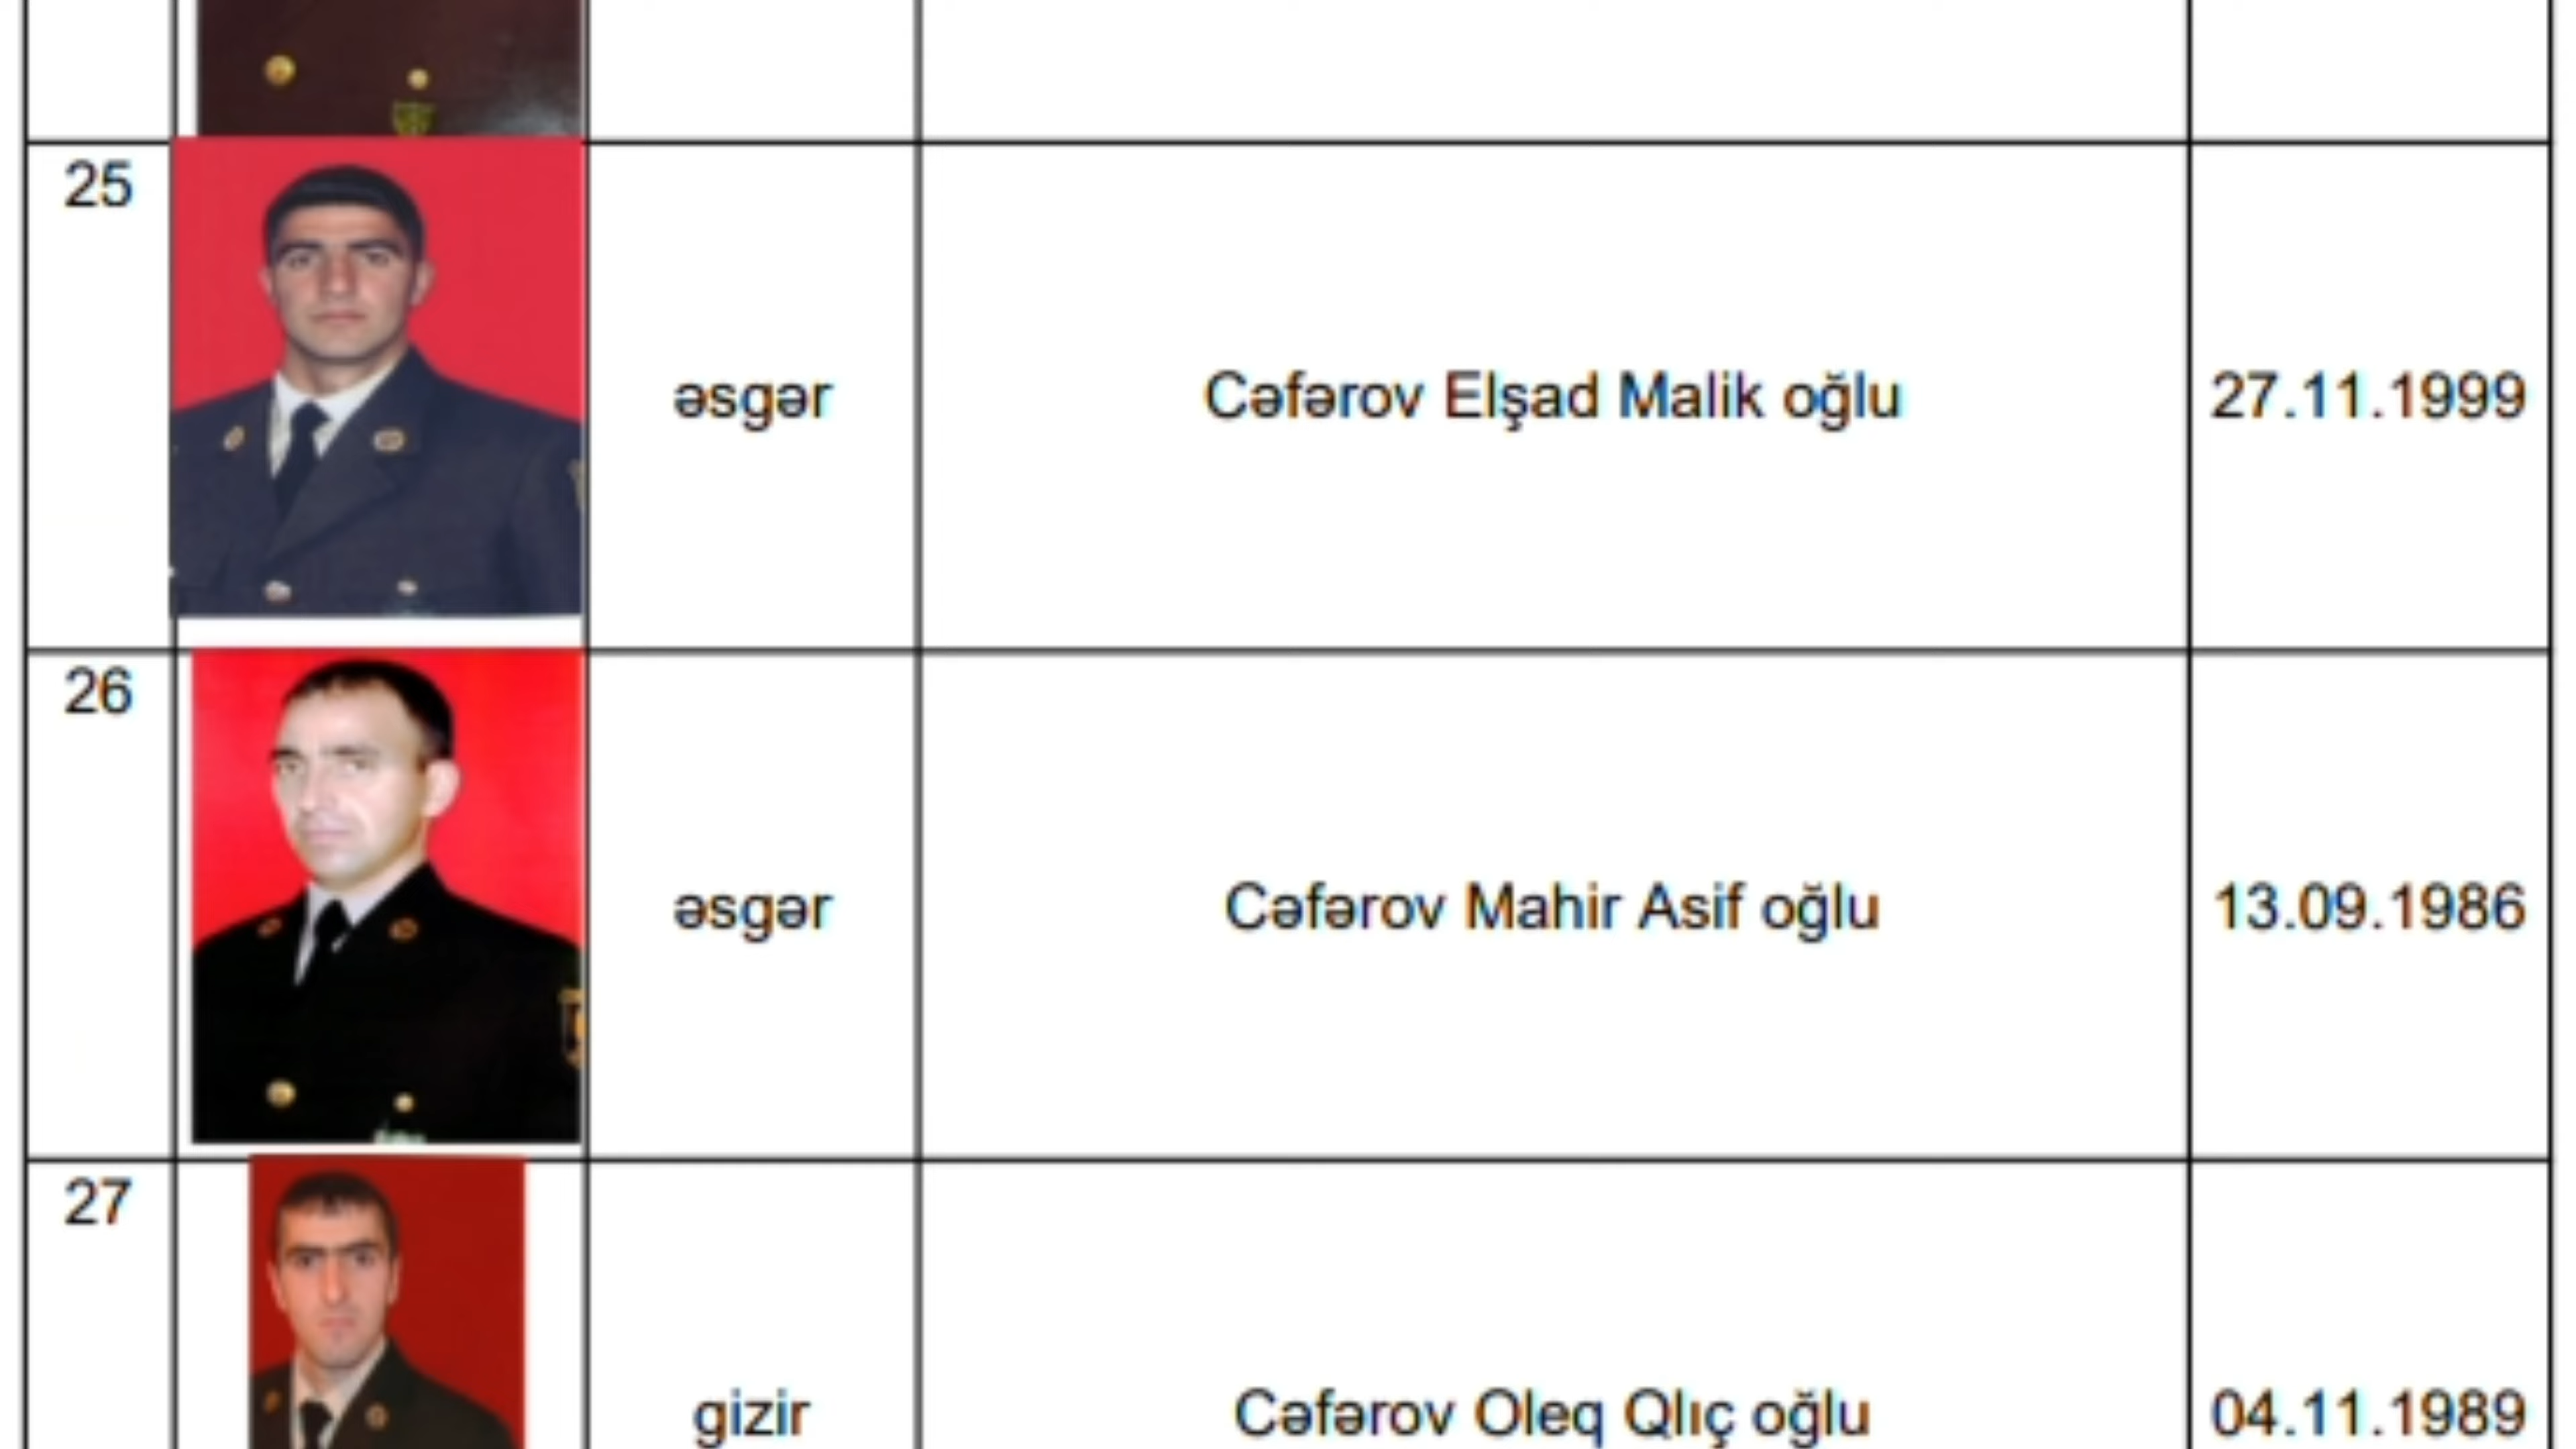 25
əsgər Cəfərov Elşad Malik oğlu 27.11.1999
26
əsgər Cəfərov Mahir Asif oğlu 13.09.1986
27
gizir Cəfərov Oleq Qlıç oğlu 04.11.1989